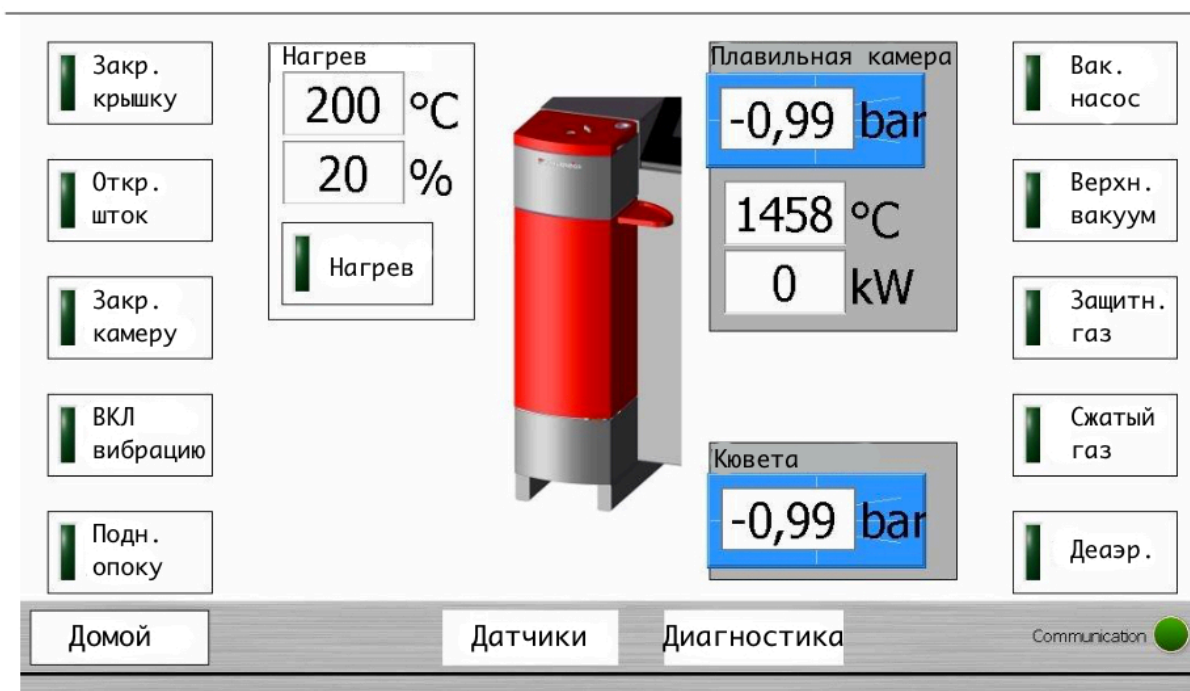 Закр.
крышку
Откр.
шток
Закр.
камеру
ВКЛ
вибрацию
Подн.
опоку
Нагрев
200 °C
20 %
Нагрев
Плавильная камера
-0,99 bar
1458 °C
0 kW
Кювета
-0,99 bar
Вак.
насос
Верхн.
вакуум
Защитн.
газ
Сжатый
газ
Деаэр.
Домой
Датчики
Диагностика
Communication